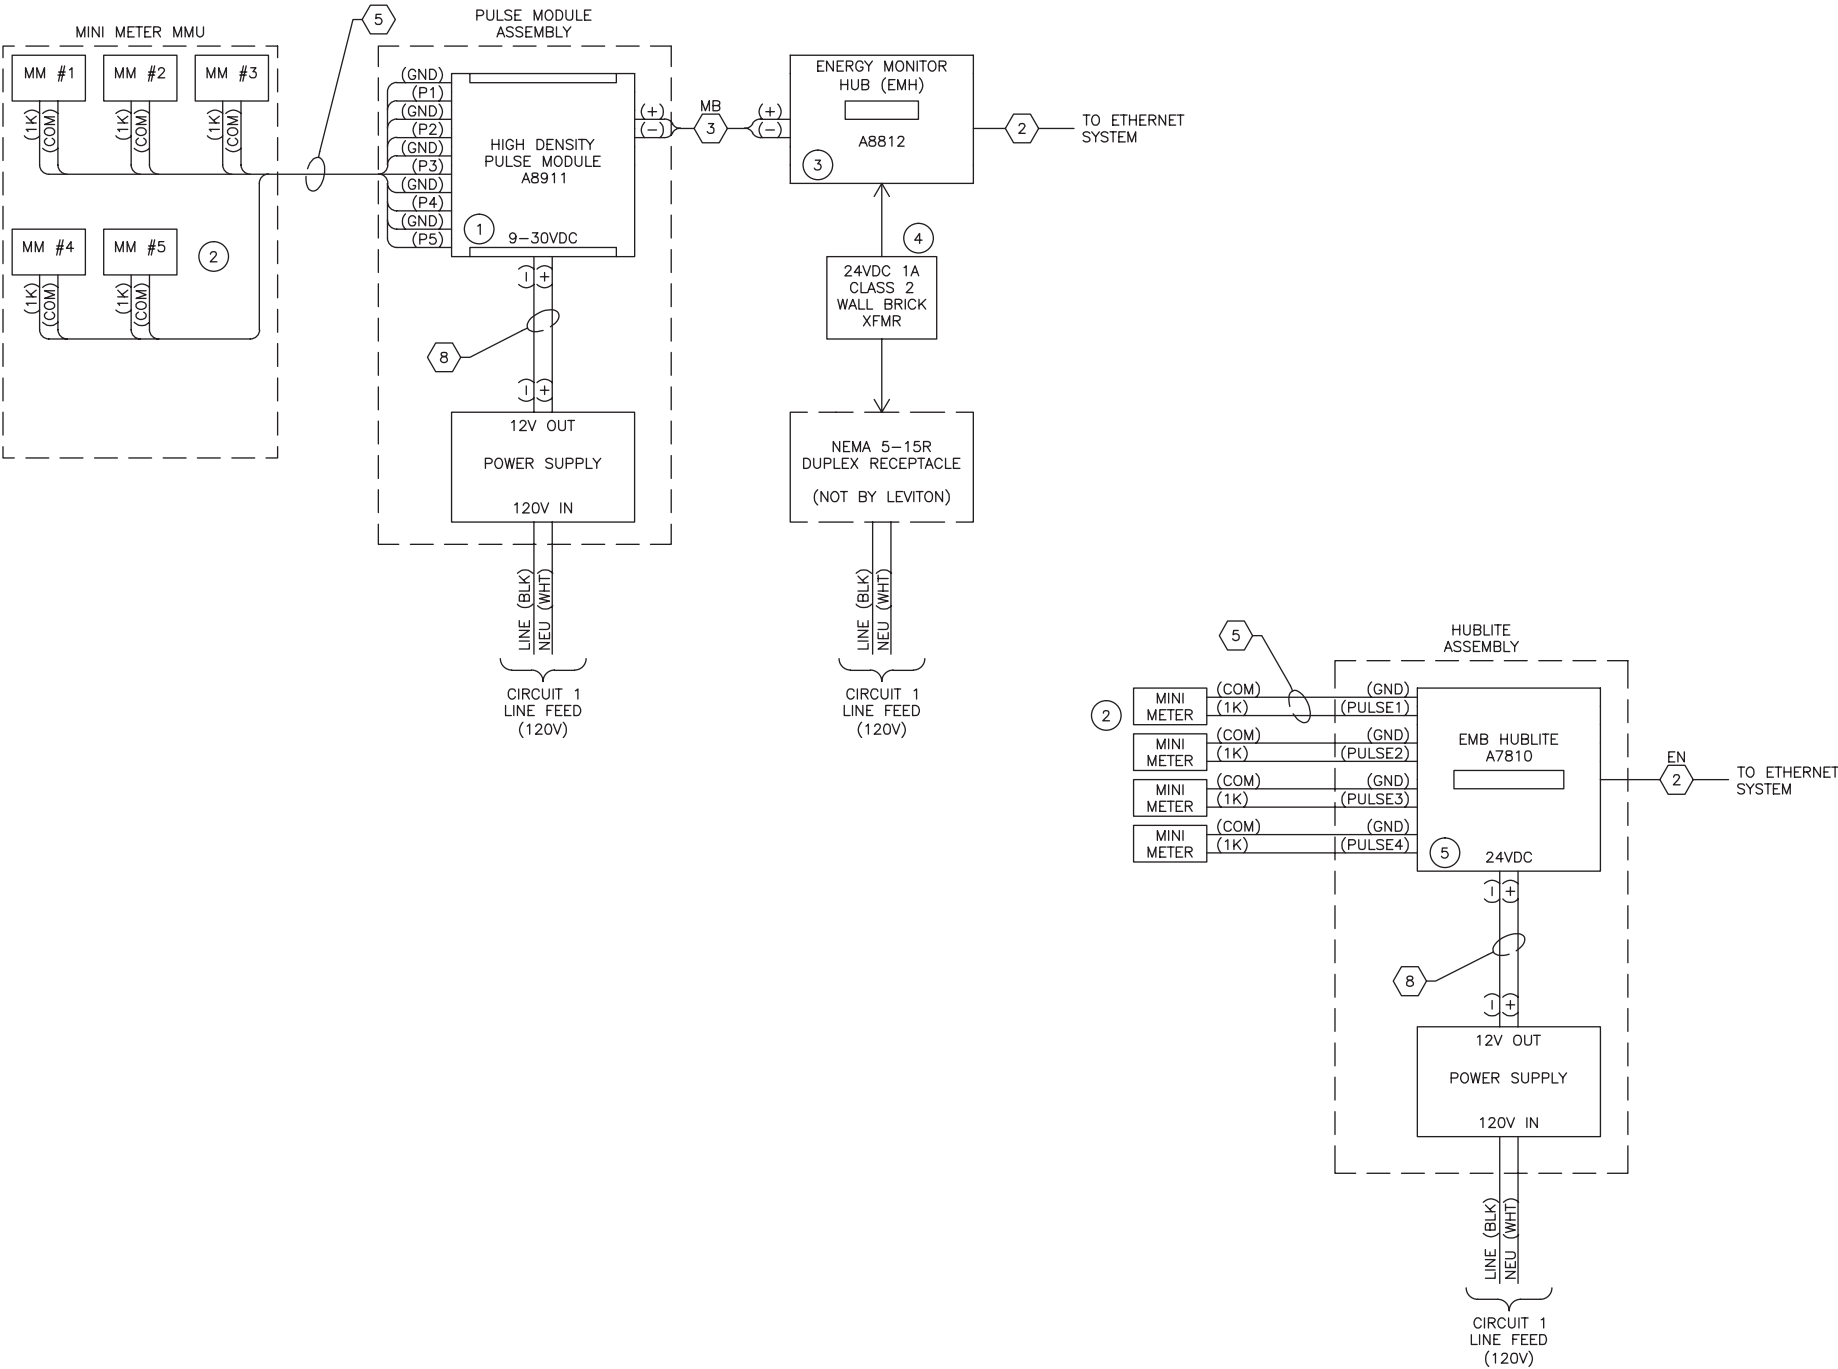 MINI METER MMU
MM #1
MM #2
MM #3
(1K)
(COM)
(1K)
(COM)
(1K)
(COM)
MM #4
MM #5
2
(1K)
(COM)
(1K)
(COM)
5
PULSE MODULE
ASSEMBLY
(GND)
(P1)
(GND)
(P2)
(GND)
(P3)
(GND)
(P4)
(GND)
(P5)
HIGH DENSITY
PULSE MODULE
A8911
1
9-30VDC
(+)
(-)
MB
3
(+)
(-)
ENERGY MONITOR
HUB (EMH)
A8812
3
2
TO ETHERNET
SYSTEM
(-)
(+)
8
(-)
(+)
12V OUT
POWER SUPPLY
120V IN
LINE (BLK)
NEU (WHT)
CIRCUIT 1
LINE FEED
(120V)
4
24VDC 1A
CLASS 2
WALL BRICK
XFMR
NEMA 5-15R
DUPLEX RECEPTACLE
(NOT BY LEVITON)
LINE (BLK)
NEU (WHT)
CIRCUIT 1
LINE FEED
(120V)
HUBLITE
ASSEMBLY
5
2
MINI
METER
(COM)
(1K)
(GND)
(PULSE1)
MINI
METER
(COM)
(1K)
(GND)
(PULSE2)
MINI
METER
(COM)
(1K)
(GND)
(PULSE3)
MINI
METER
(COM)
(1K)
(GND)
(PULSE4)
EMB HUBLITE
A7810
5
24VDC
EN
2
TO ETHERNET
SYSTEM
(-)
(+)
8
(-)
(+)
12V OUT
POWER SUPPLY
120V IN
LINE (BLK)
NEU (WHT)
CIRCUIT 1
LINE FEED
(120V)